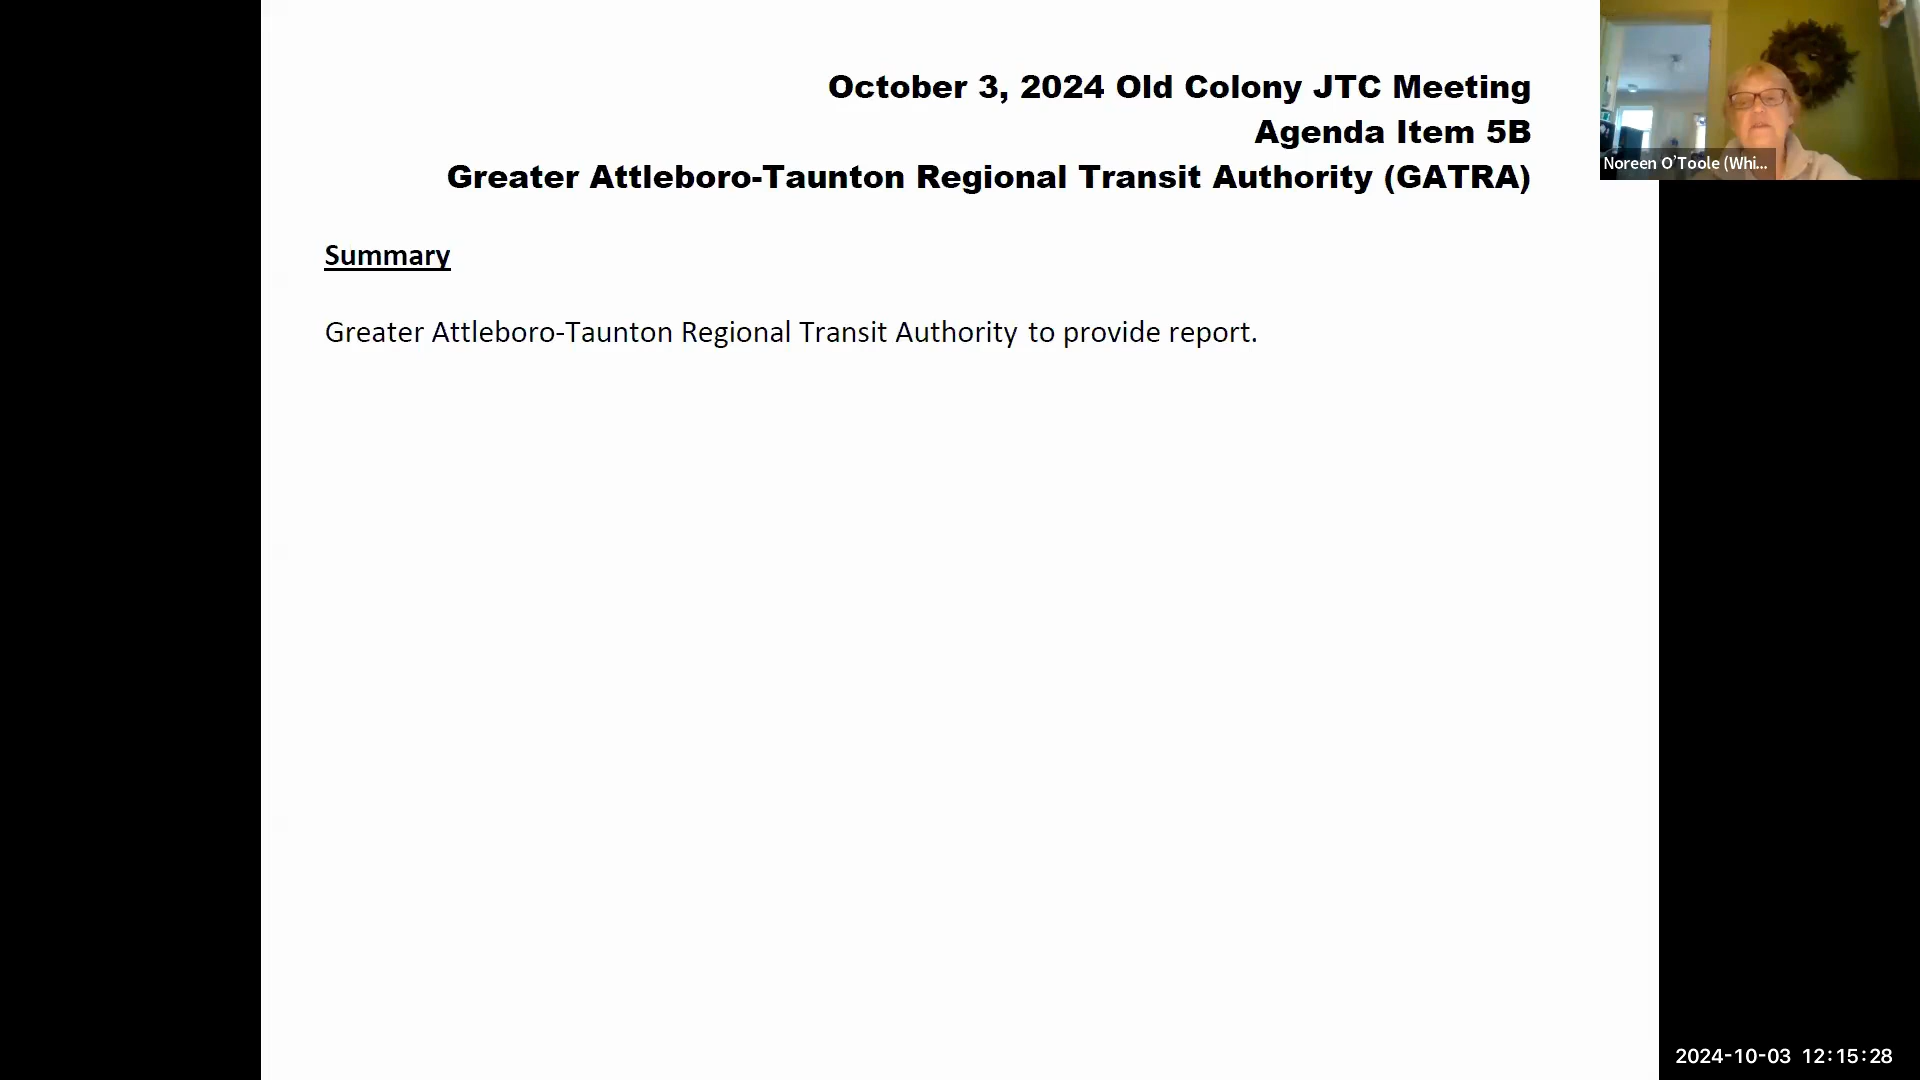 October 3, 2024 Old Colony JTC Meeting
Agenda Item 5B
Greater Attleboro-Taunton Regional Transit Authority (GATRA)
Noreen O'Toole (Whi...
Summary
Greater Attleboro-Taunton Regional Transit Authority to provide report.
2024-10-03 12:15:28